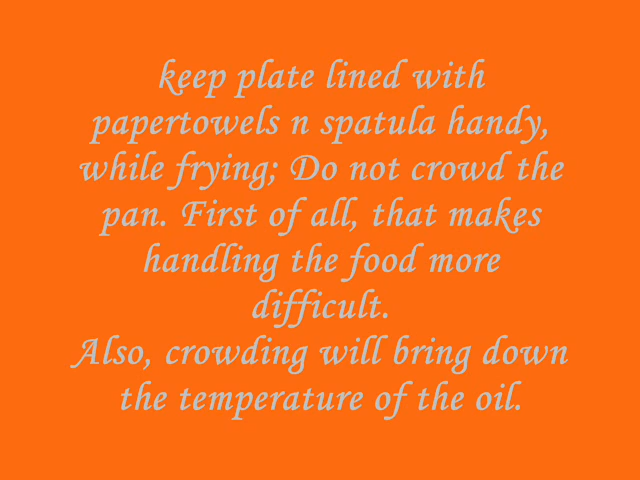 keep plate lined with
papertowels n spatula handy,
while frying; Do not crowd the
pan. First of all, that makes
handling the food more
difficult.
Also, crowding will bring down
the temperature of the oil.